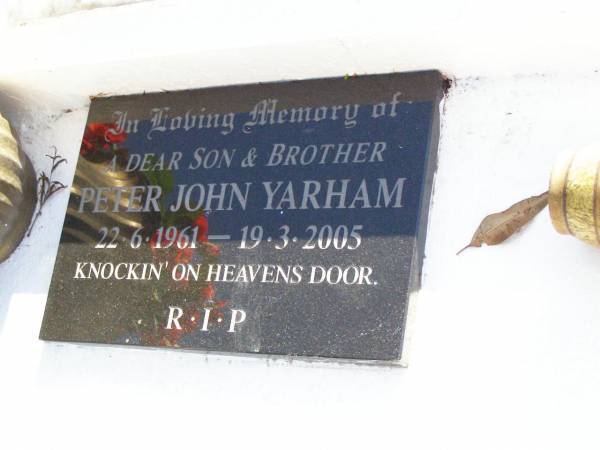 In Loving Memory of
A DEAR SON & BROTHER
PETER JOHN YARHAM
22·6·1961 — 19·3·2005
KNOCKIN' ON HEAVENS DOOR.
R·I·P